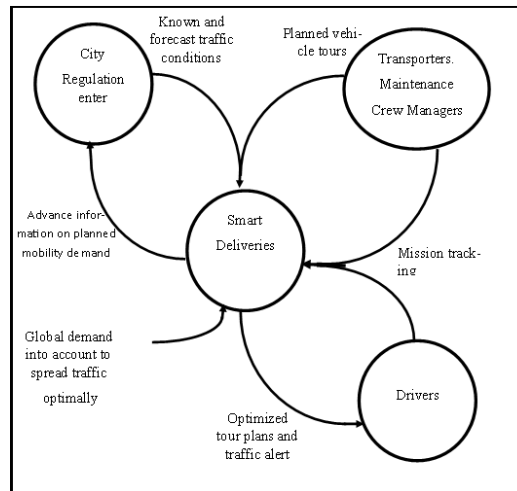 Known and
forecast traffic
conditions
Planned vehi-
cle tours
City
Regulation
enter
Transporters.
Maintenance
Crew Managers
Advance infor-
mation on planned
mobility demand
Smart
Deliveries
Mission track-
ing
Global demand
into account to
spread traffic
optimally
Optimized
tour plans and
traffic alert
Drivers